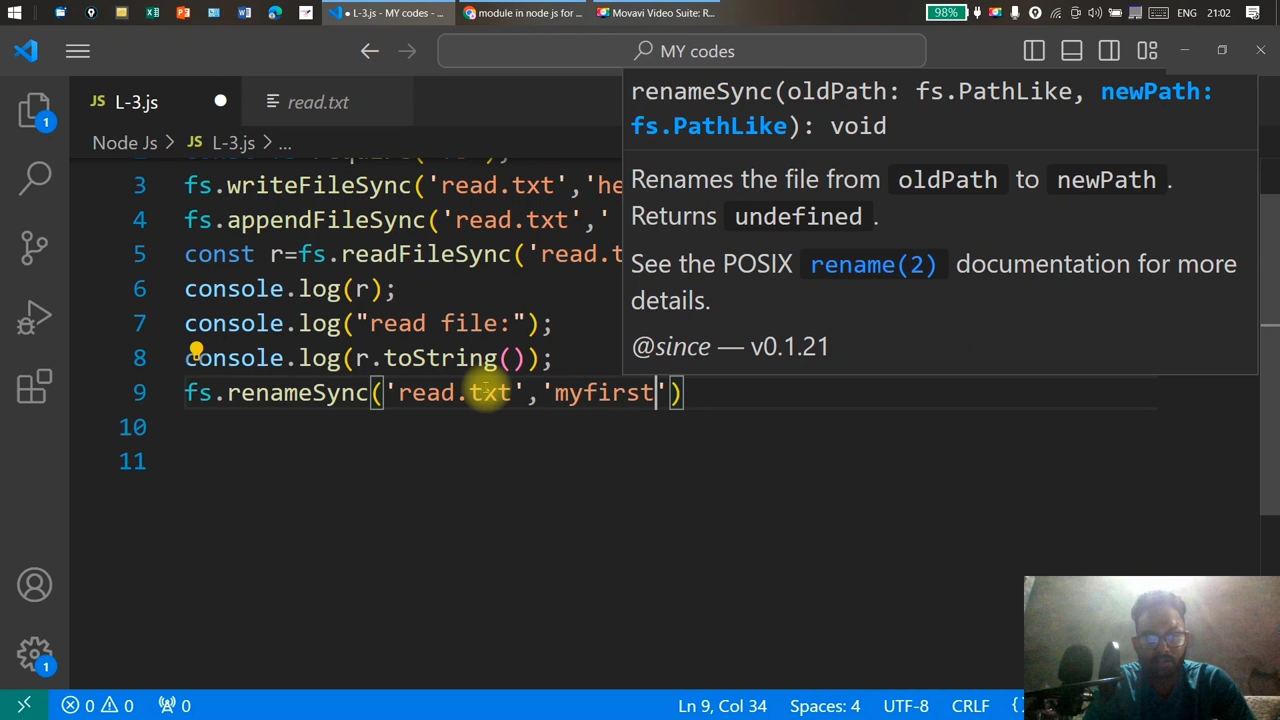 L-3.js - MY codes - ...
module in node js for ...
Movavi Video Suite: R...
98%
ENG
21:02
MY codes
JS L-3.js
read.txt
Node Js > JS L-3.js > ...
renameSync(oldPath: fs.PathLike, newPath:
fs.PathLike): void
Renames the file from oldPath to newPath.
Returns undefined.
See the POSIX rename(2) documentation for more
details.
@since — v0.1.21
3 fs.writeFileSync('read.txt','he
4 fs.appendFileSync('read.txt','
5 const r=fs.readFileSync('read.t
6 console.log(r);
7 console.log("read file:");
8 console.log(r.toString());
9 fs.renameSync('read.txt','myfirst')
10
11
1
1
0 0 0
Ln 9, Col 34
Spaces: 4
UTF-8
CRLF
{